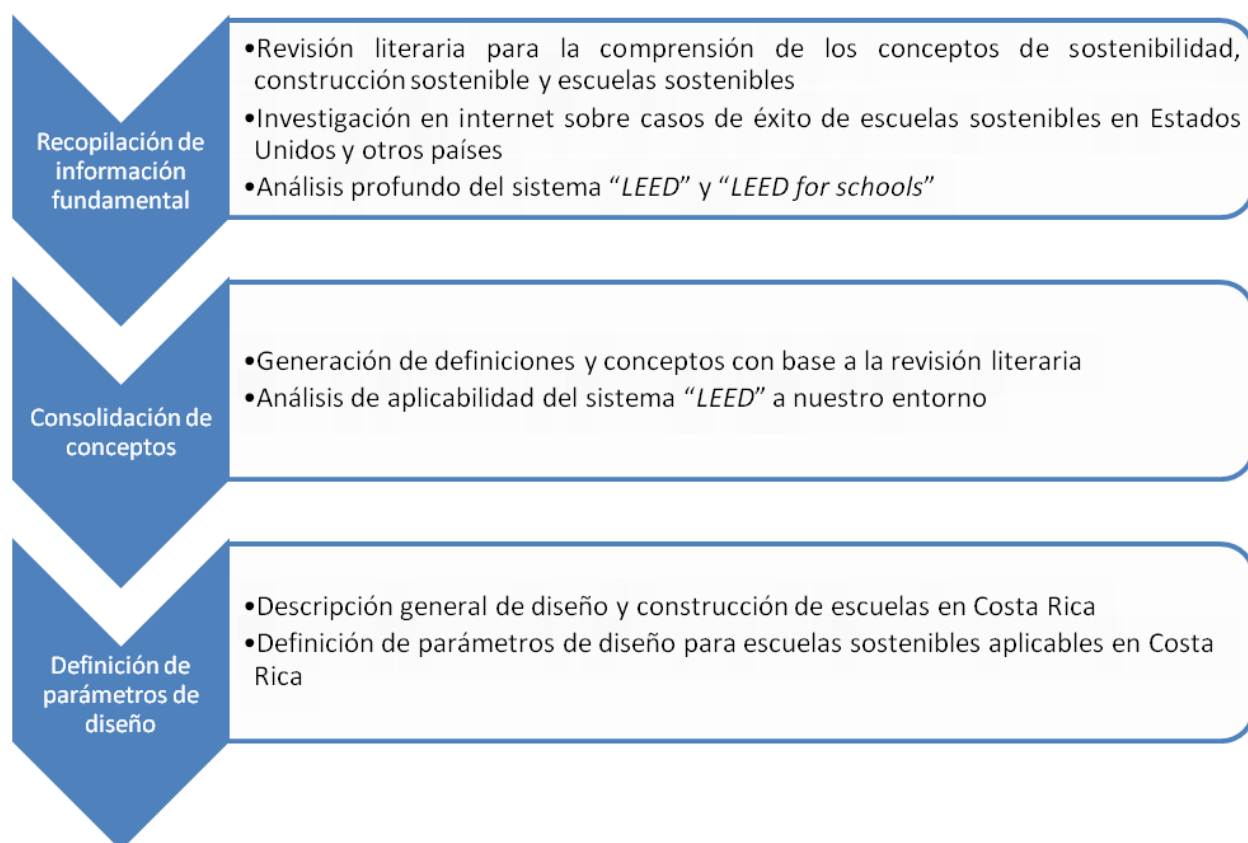 Recopilación de
información
fundamental
•Revisión literaria para la comprensión de los conceptos de sostenibilidad,
construcción sostenible y escuelas sostenibles
•Investigación en internet sobre casos de éxito de escuelas sostenibles en Estados
Unidos y otros países
•Análisis profundo del sistema “LEED” y “LEED for schools”
Consolidación de
conceptos
•Generación de definiciones y conceptos con base a la revisión literaria
•Análisis de aplicabilidad del sistema “LEED” a nuestro entorno
Definición de
parámetros de
diseño
•Descripción general de diseño y construcción de escuelas en Costa Rica
•Definición de parámetros de diseño para escuelas sostenibles aplicables en Costa
Rica